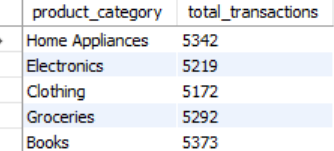 product_category total_transactions
Home Appliances 5342
Electronics 5219
Clothing 5172
Groceries 5292
Books 5373